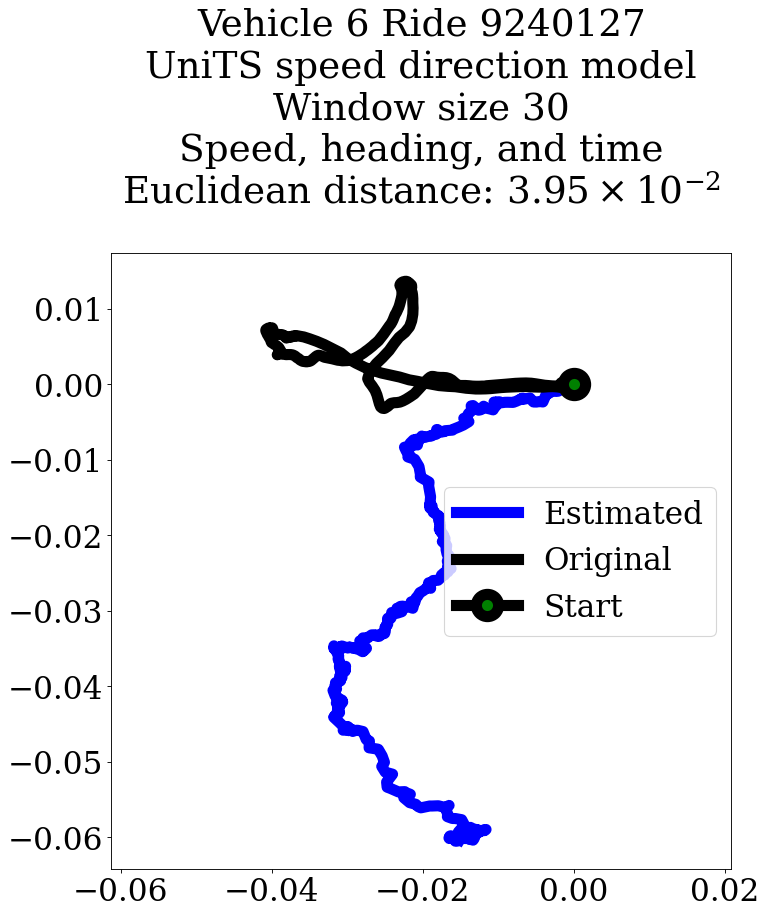 Vehicle 6 Ride 9240127
UniTS speed direction model
Window size 30
Speed, heading, and time
Euclidean distance: 3.95 × 10⁻²
0.01
0.00
−0.01
−0.02
−0.03
−0.04
−0.05
−0.06
Estimated
Original
Start
−0.06 −0.04 −0.02 0.00 0.02